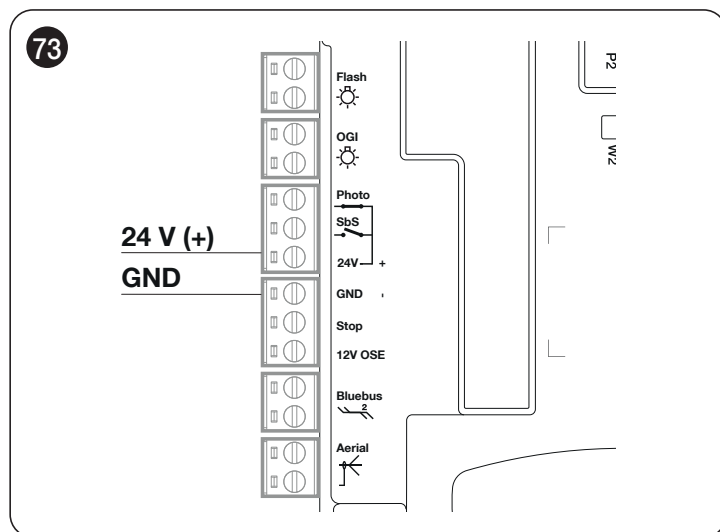 73
Flash
OGI
Photo
SbS
24V +
GND -
Stop
12V OSE
Bluebus
2
Aerial
24 V (+)
GND
P2
W2